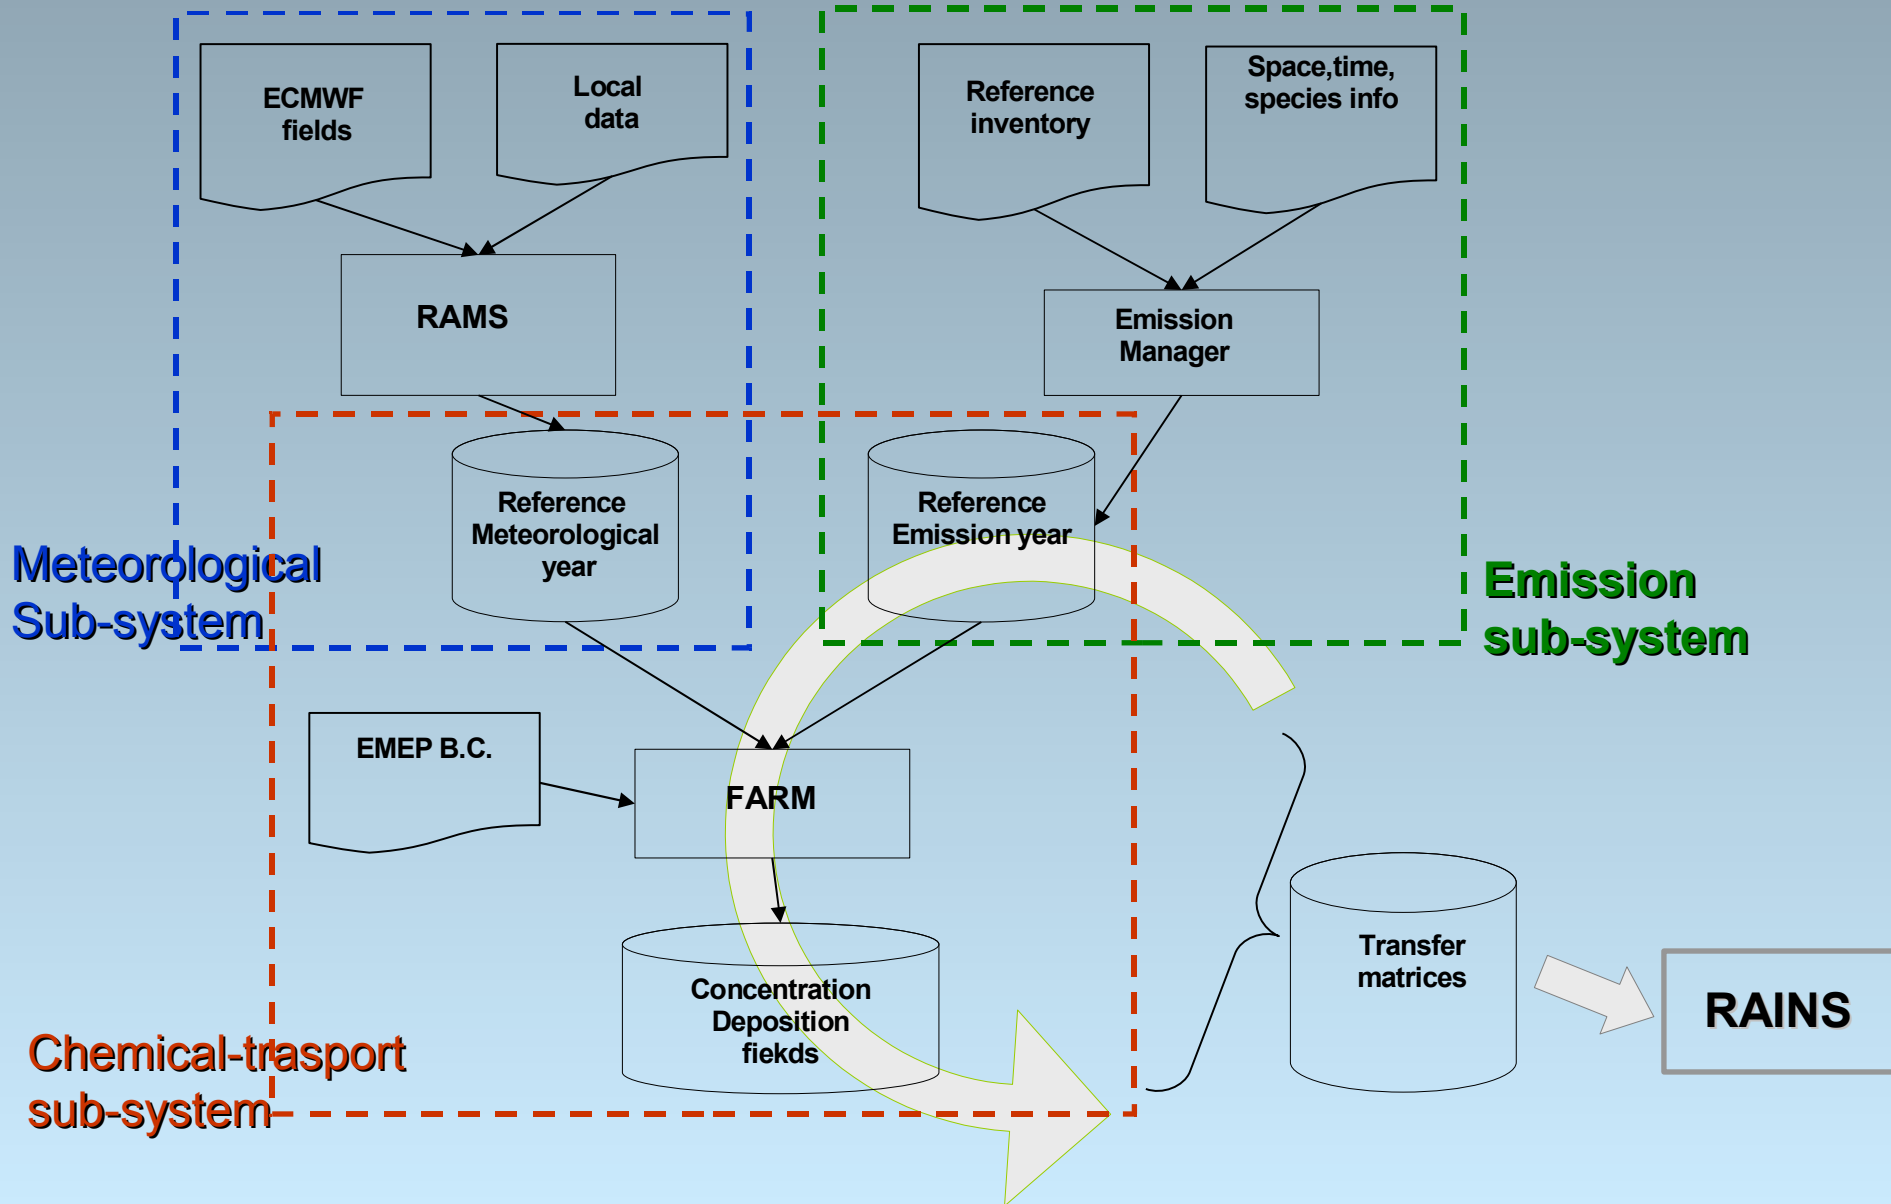 ECMWF
fields
Local
data
Reference
inventory
Space,time,
species info
RAMS
Emission
Manager
Reference
Meteorological
year
Reference
Emission year
Meteorological
Sub-system
Emission
sub-system
EMEP B.C.
FARM
Concentration
Deposition
fiekds
Transfer
matrices
RAINS
Chemical-trasport
sub-system